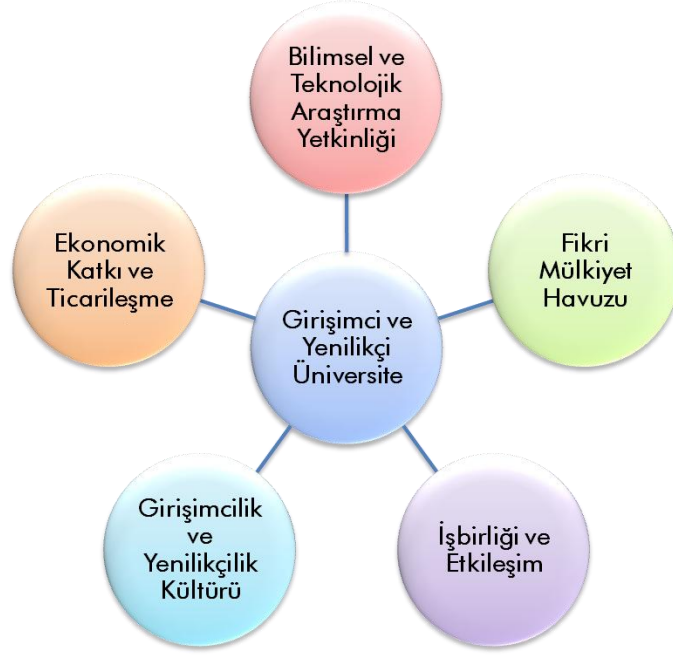 Bilimsel ve
Teknolojik
Araştırma
Yetkinliği
Ekonomik
Katkı ve
Ticarileşme
Fikri
Mülkiyet
Havuzu
Girişimci ve
Yenilikçi
Üniversite
Girişimcilik
ve
Yenilikçilik
Kültürü
İşbirliği ve
Etkileşim